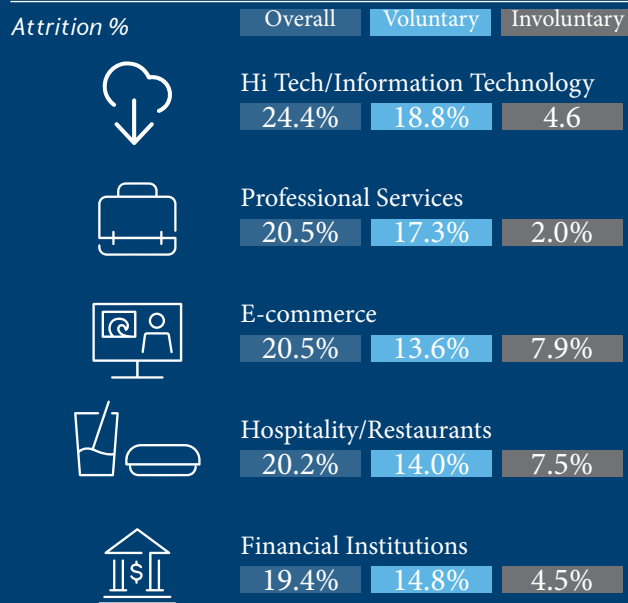 Attrition % Overall Voluntary Involuntary
Hi Tech/Information Technology
24.4% 18.8% 4.6
Professional Services
20.5% 17.3% 2.0%
E-commerce
20.5% 13.6% 7.9%
Hospitality/Restaurants
20.2% 14.0% 7.5%
$ Financial Institutions
19.4% 14.8% 4.5%